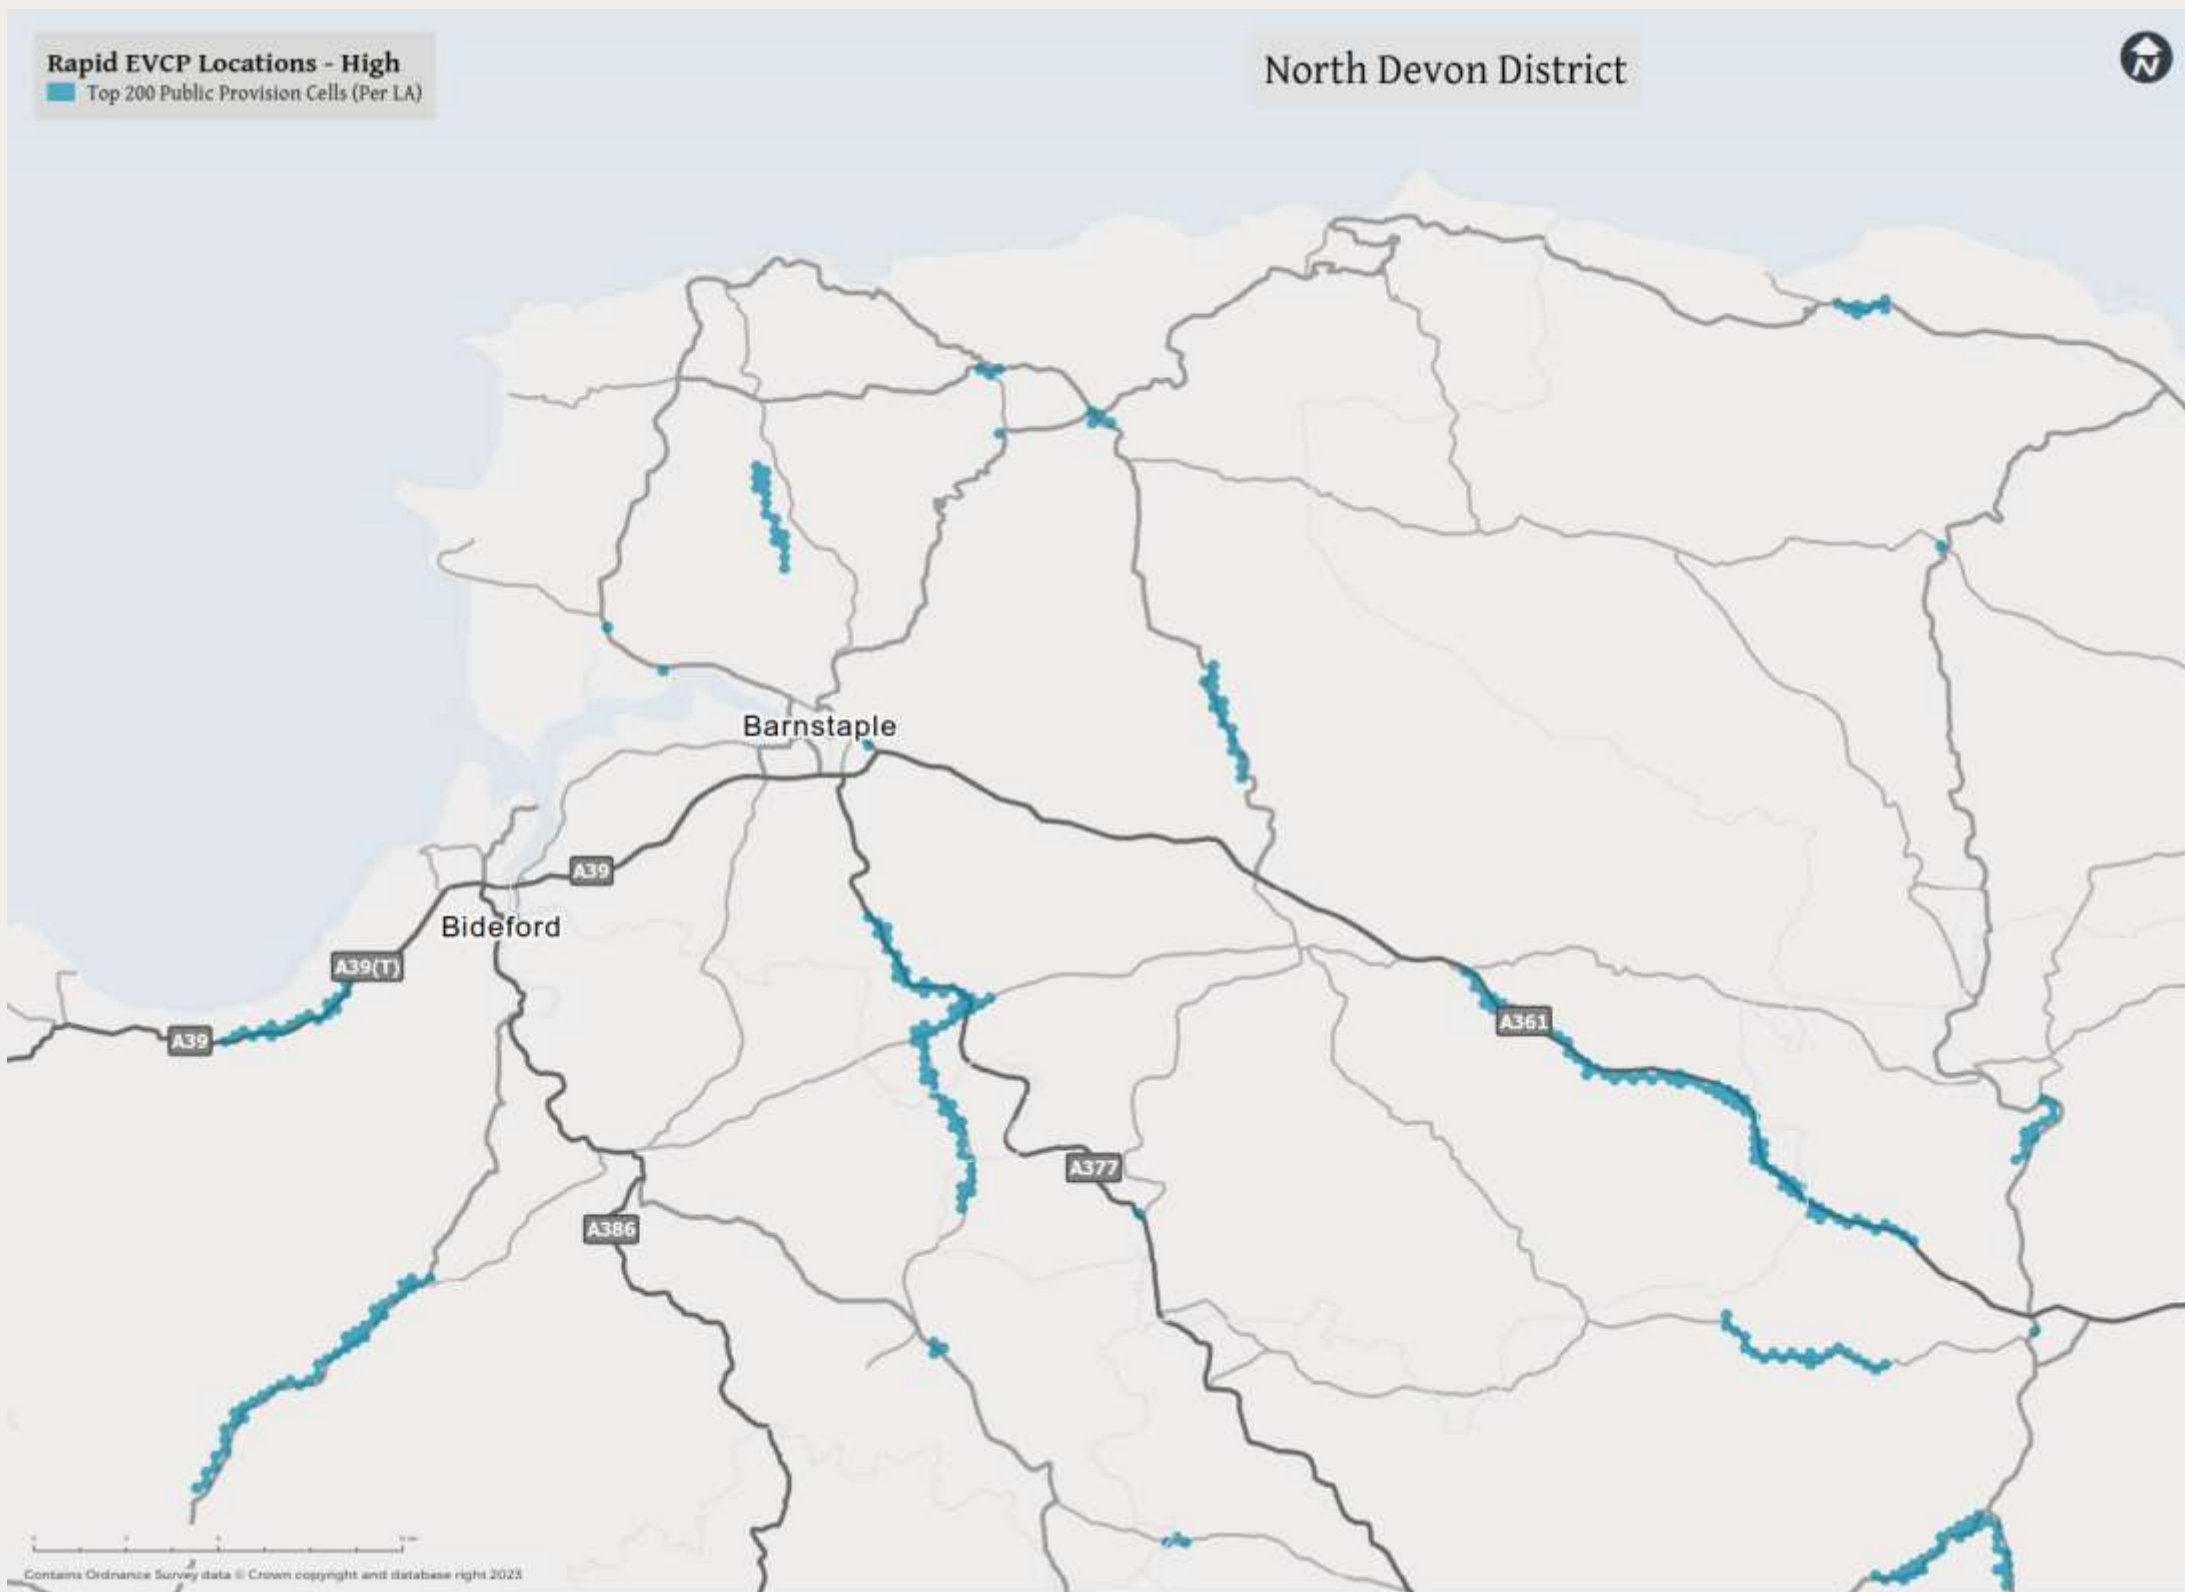 Rapid EVCP Locations - High
Top 200 Public Provision Cells (Per LA)
North Devon District
N
Barnstaple
A39
Bideford
A39(T)
A39
A361
A377
A386
Contains Ordnance Survey data © Crown copyright and database right 2023